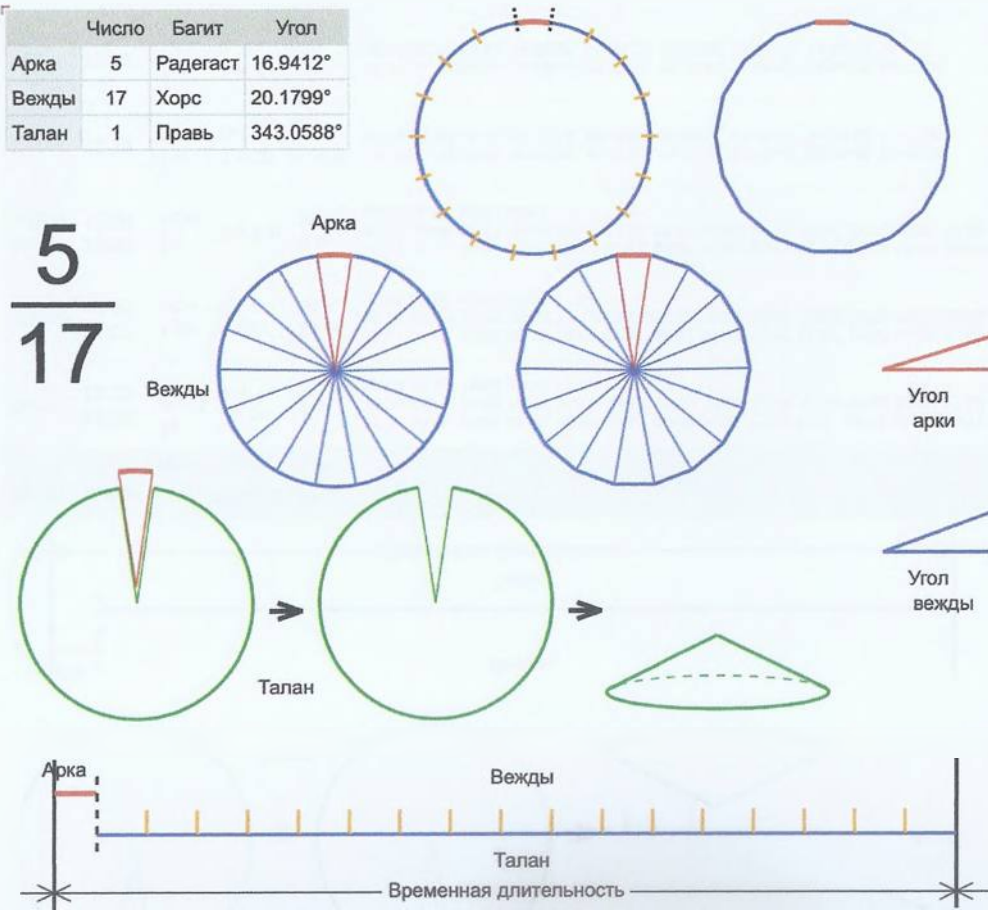 Число Багит Угол
Арка 5 Радегаст 16.9412°
Вежды 17 Хорс 20.1799°
Талан 1 Правь 343.0588°
5
17
Арка
Вежды
Угол
арки
Угол
вежды
Талан
Арка
Вежды
Талан
Временная длительность